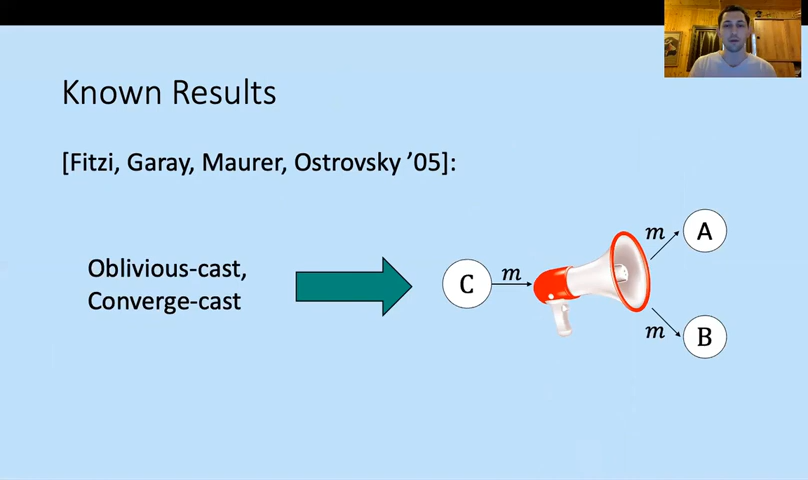 Known Results
[Fitzi, Garay, Maurer, Ostrovsky ’05]:
Oblivious-cast,
Converge-cast
C
m
m
A
m
B